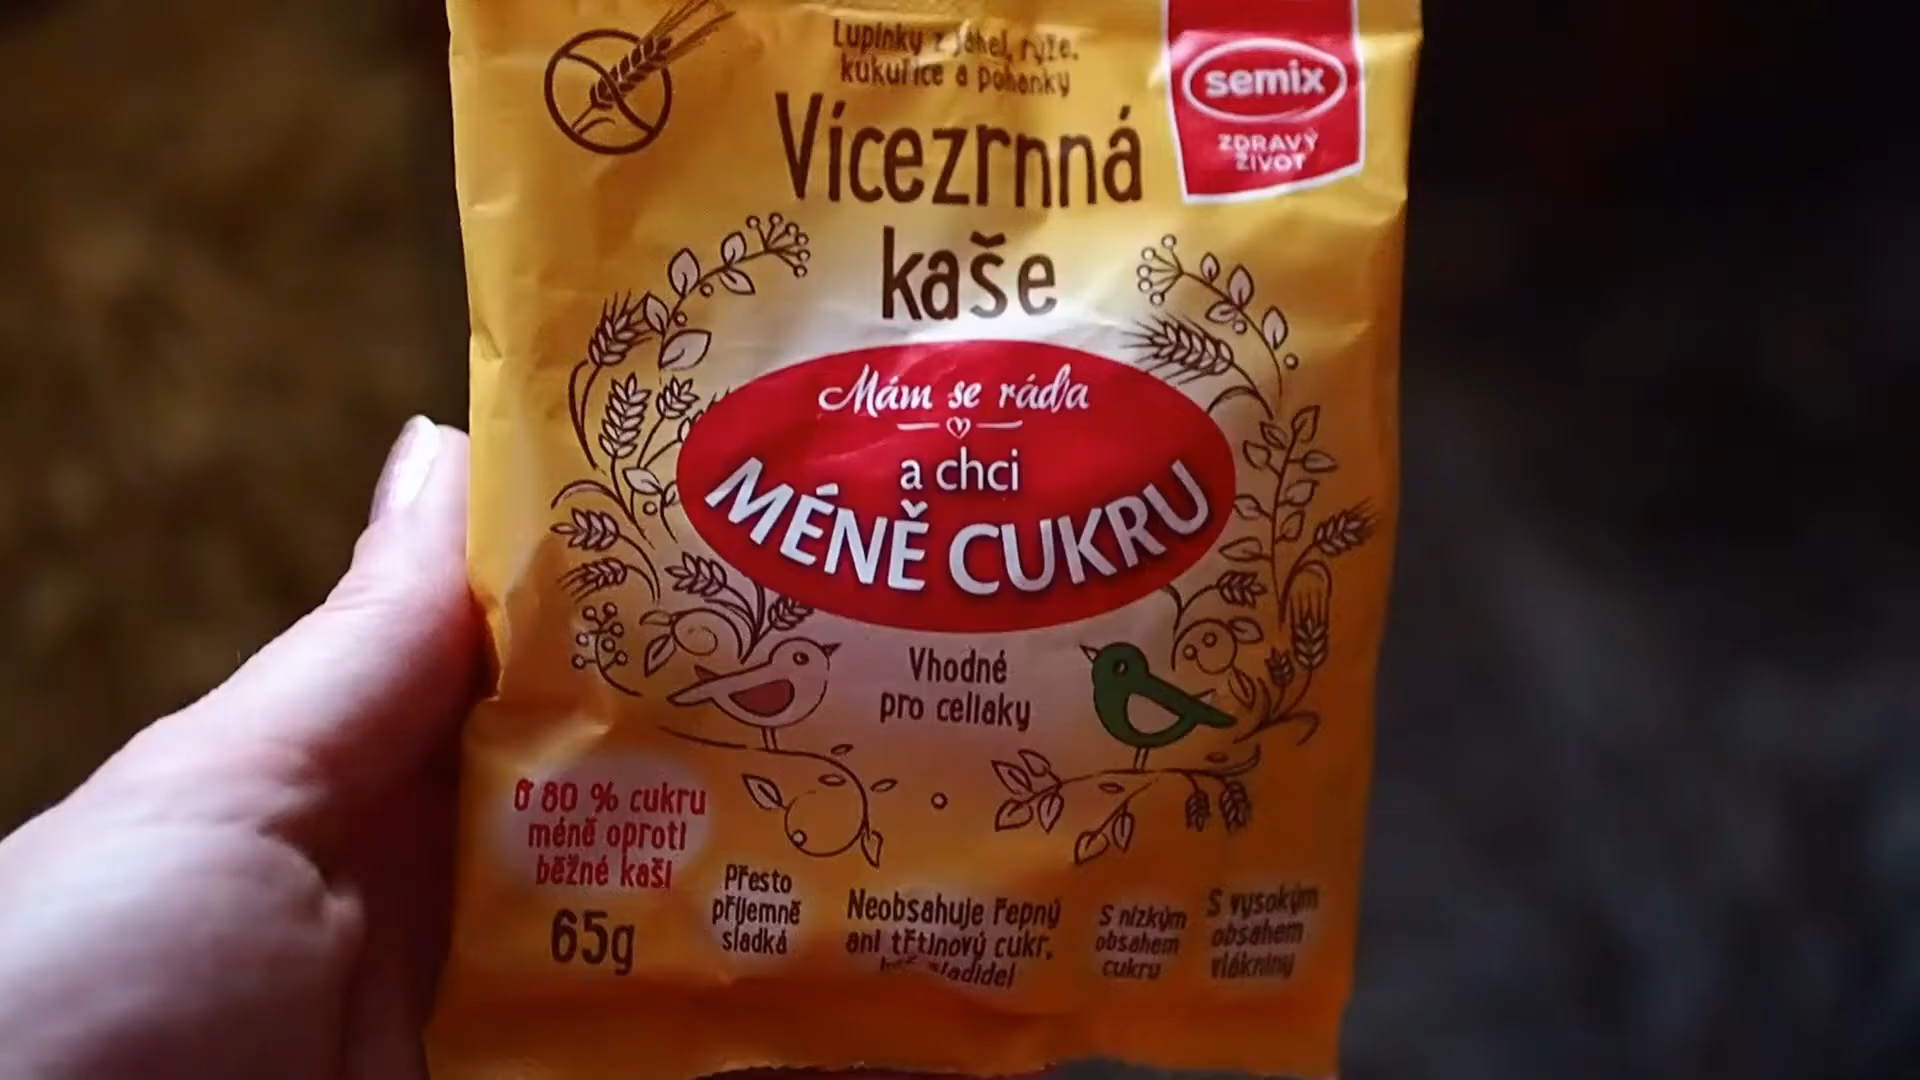 Lupínky z jáhel, rýže,
kukuřice a pohanky
semix
ZDRAVÝ
ŽIVOT
Vícezrnná
kaše
Mám se ráda
a chci
MÉNĚ CUKRU
Vhodné
pro celiaky
O 80 % cukru
méně oproti
běžné kaši
65g
Přesto
příjemně
sladká
Neobsahuje řepný
ani třtinový cukr,
sladidel
S nízkým
obsahem
cukru
S vysokým
obsahem
vlákniny